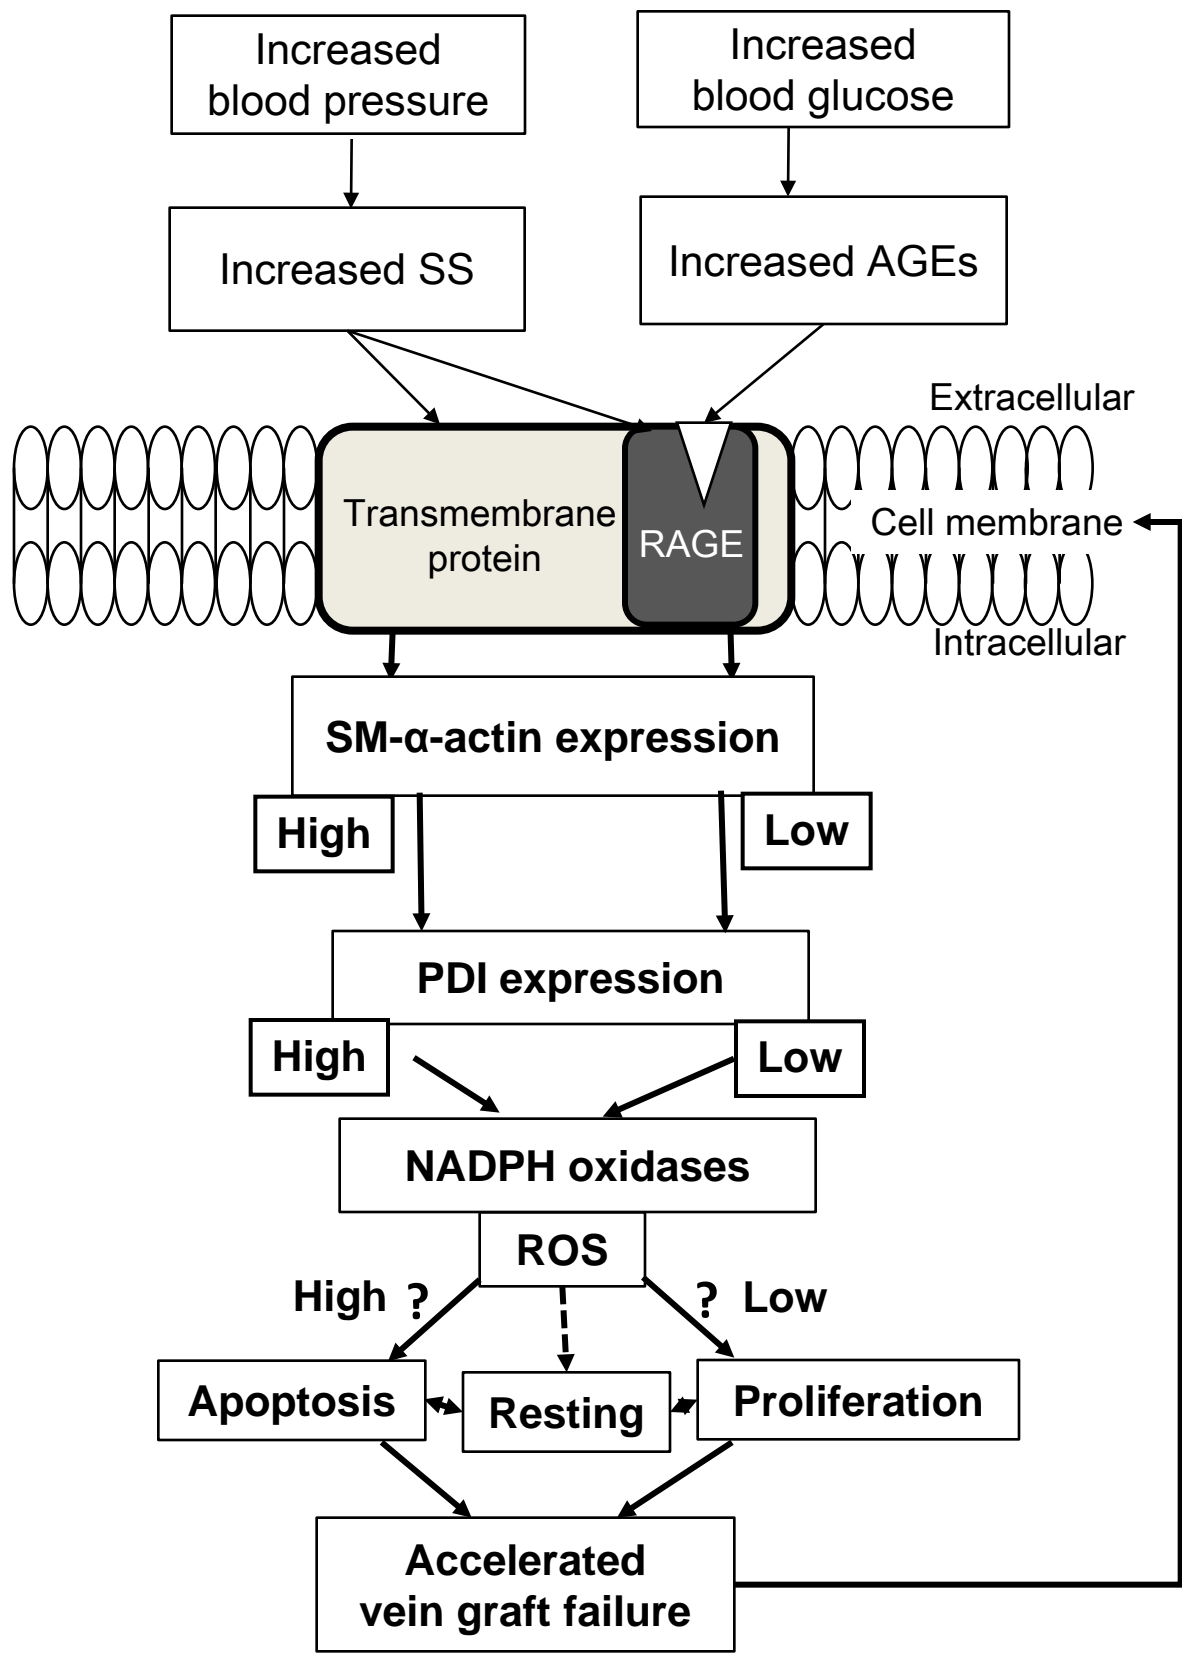 Increased
blood pressure
Increased
blood glucose
Increased SS
Increased AGEs
Extracellular
Transmembrane
protein
RAGE
Cell membrane
Intracellular
SM-α-actin expression
High
Low
PDI expression
High
Low
NADPH oxidases
ROS
High ?
? Low
Apoptosis
Resting
Proliferation
Accelerated
vein graft failure